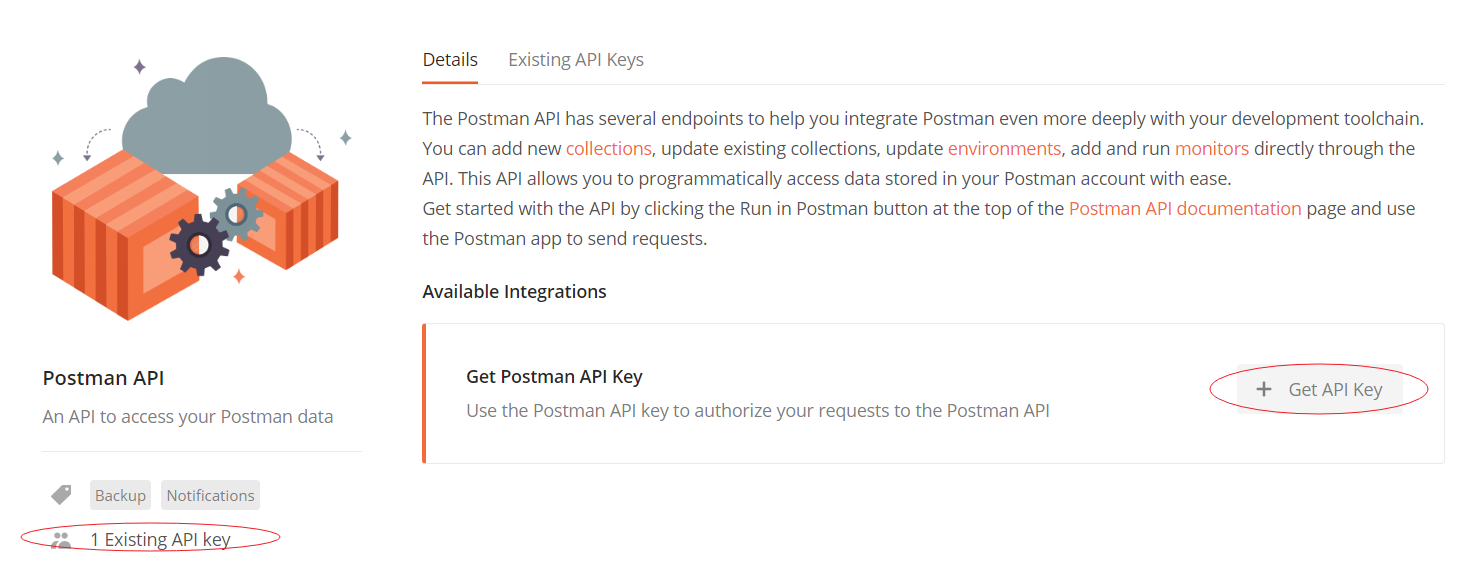 Details Existing API Keys
The Postman API has several endpoints to help you integrate Postman even more deeply with your development toolchain.
You can add new collections, update existing collections, update environments, add and run monitors directly through the
API. This API allows you to programmatically access data stored in your Postman account with ease.
Get started with the API by clicking the Run in Postman button at the top of the Postman API documentation page and use
the Postman app to send requests.
Available Integrations
Get Postman API Key
Use the Postman API key to authorize your requests to the Postman API
+ Get API Key
Postman API
An API to access your Postman data
Backup Notifications
1 Existing API key